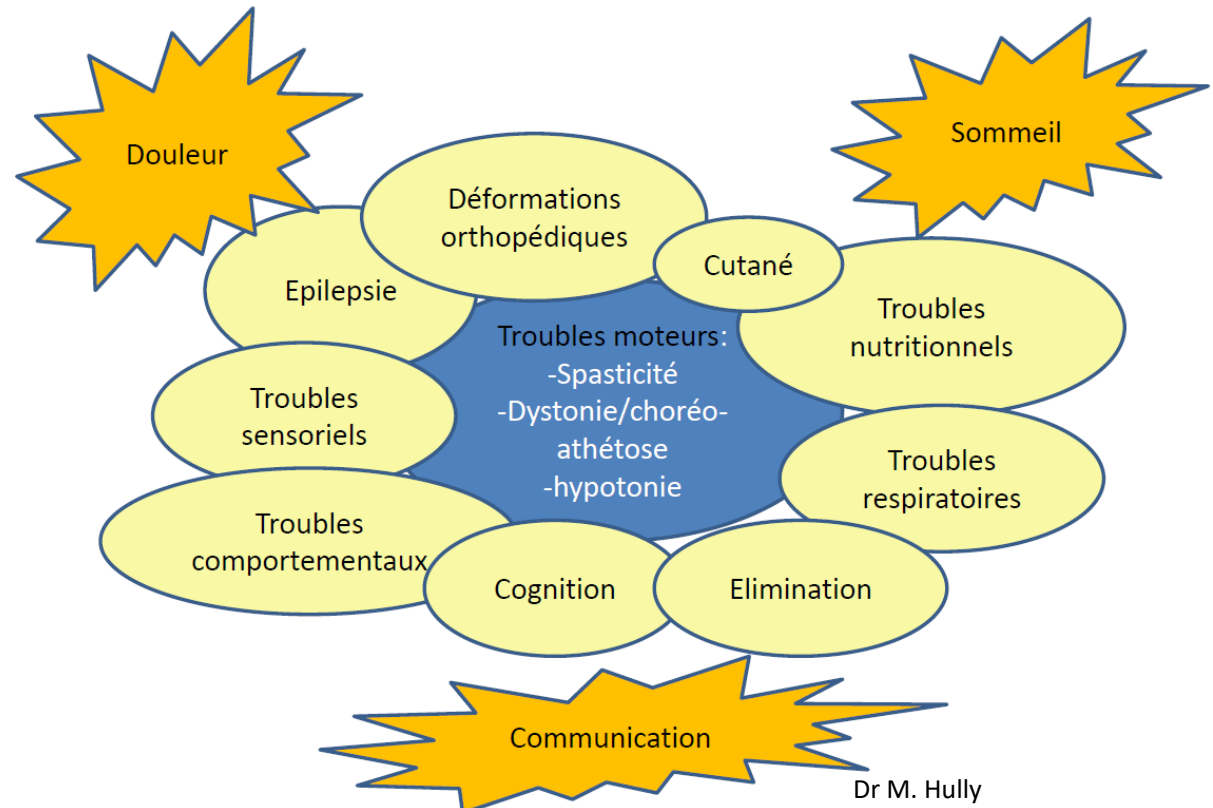 Douleur
Sommeil
Déformations
orthopédiques
Cutané
Epilepsie
Troubles
nutritionnels
Troubles moteurs:
-Spasticité
-Dystonie/choréo-
athétose
-hypotonie
Troubles
sensoriels
Troubles
respiratoires
Troubles
comportementaux
Cognition
Elimination
Communication
Dr M. Hully